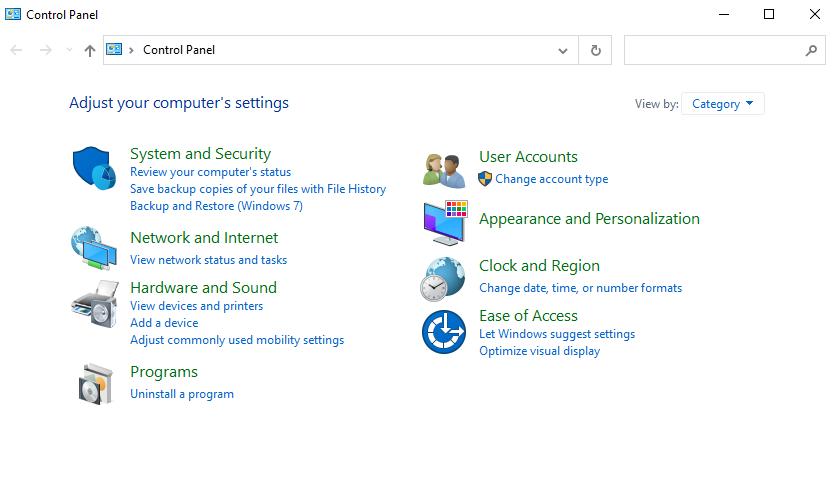 Control Panel
Control Panel
Adjust your computer's settings
View by: Category
System and Security
Review your computer's status
Save backup copies of your files with File History
Backup and Restore (Windows 7)
Network and Internet
View network status and tasks
Hardware and Sound
View devices and printers
Add a device
Adjust commonly used mobility settings
Programs
Uninstall a program
User Accounts
Change account type
Appearance and Personalization
Clock and Region
Change date, time, or number formats
Ease of Access
Let Windows suggest settings
Optimize visual display